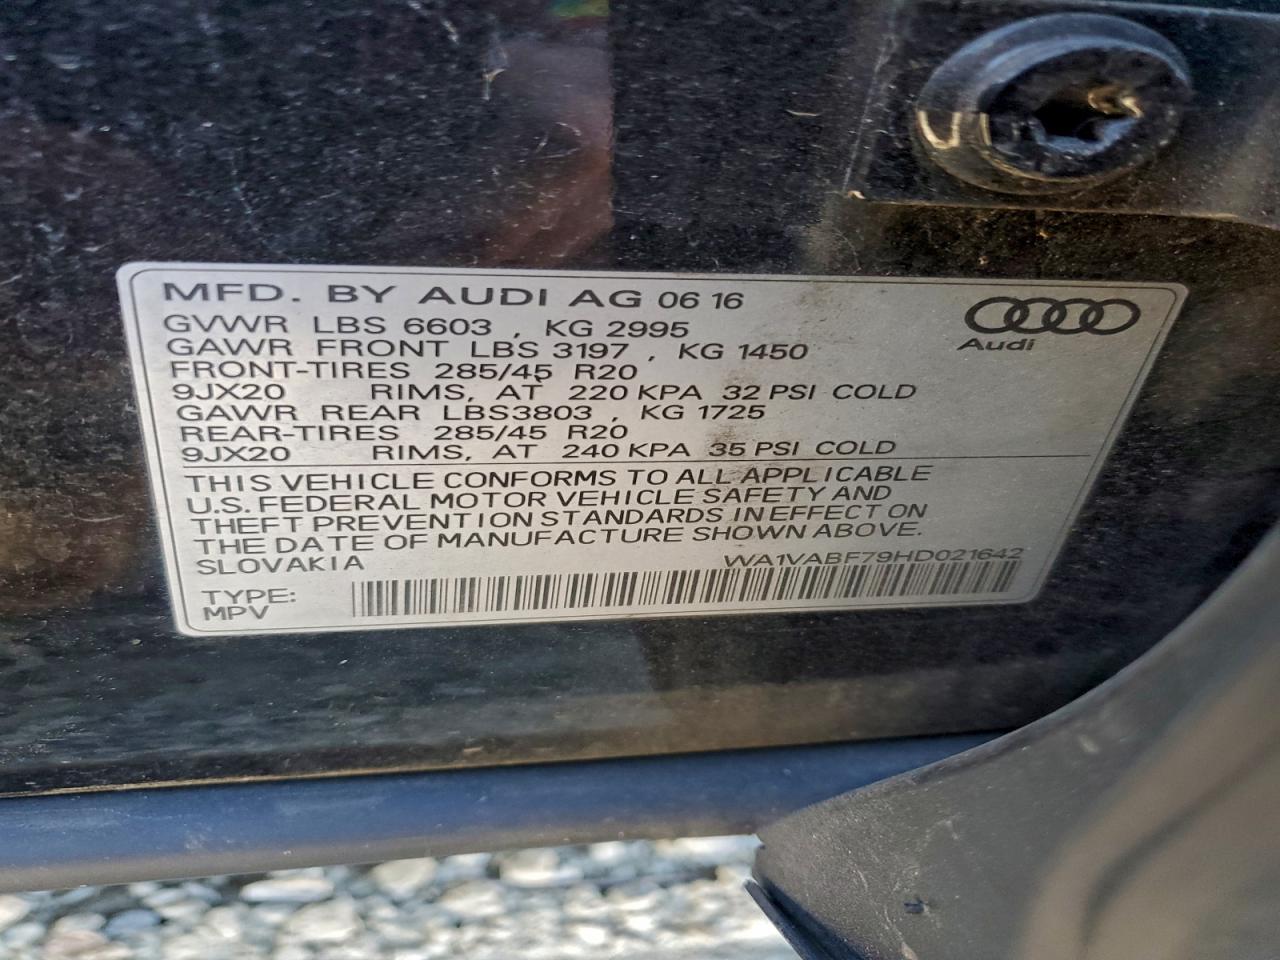 MFD. BY AUDI AG 06 16
GVWR LBS 6603 , KG 2995
GAWR FRONT LBS 3197 , KG 1450
FRONT-TIRES 285/45 R20
9JX20 RIMS, AT 220 KPA 32 PSI COLD
GAWR REAR LBS3803 , KG 1725
REAR-TIRES 285/45 R20
9JX20 RIMS, AT 240 KPA 35 PSI COLD
Audi
THIS VEHICLE CONFORMS TO ALL APPLICABLE
U.S. FEDERAL MOTOR VEHICLE SAFETY AND
THEFT PREVENTION STANDARDS IN EFFECT ON
THE DATE OF MANUFACTURE SHOWN ABOVE.
SLOVAKIA WA1VABF79HD021642
TYPE:
MPV